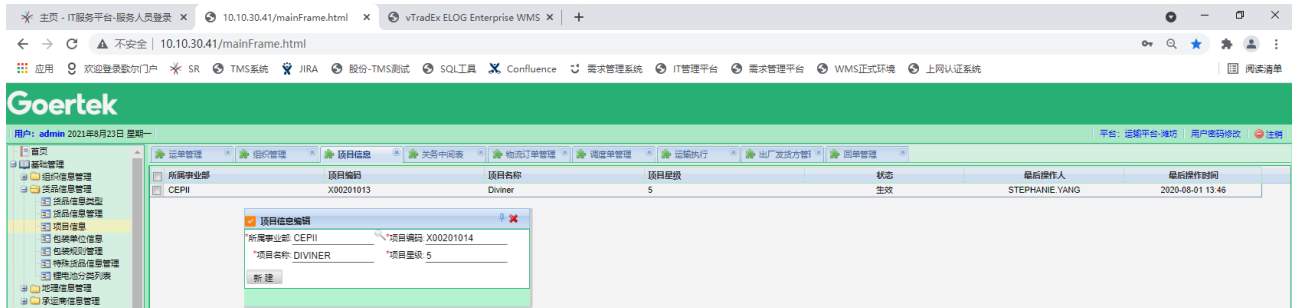 主页 - IT服务平台-服务人员登录 × 10.10.30.41/mainFrame.html × vTradEx ELOG Enterprise WMS × +
不安全 | 10.10.30.41/mainFrame.html
应用 欢迎登录歌尔门户 SR TMS系统 JIRA 股份-TMS测试 SQL工具 Confluence 需求管理系统 IT管理平台 需求管理平台 WMS正式环境 上网认证系统 阅读清单
Goertek
用户: admin 2021年8月23日 星期一 平台: 运输平台-潍坊 用户密码修改 注销
首页 运单管理 组织管理 项目信息 关务中间表 物流订单管理 调度单管理 运输执行 出厂发货方管 回单管理
基础管理
组织信息管理 所属事业部 项目编码 项目名称 项目星级 状态 最后操作人 最后操作时间
货品信息管理 CEPII X00201013 Diviner 5 生效 STEPHANIE.YANG 2020-08-01 13:46
货品信息类型
货品信息管理 项目信息编辑
项目信息
包装单位信息 *所属事业部: CEPII *项目编码: X00201014
包装规则管理 *项目名称: DIVINER *项目星级: 5
特殊货品信息管理
锂电池分类列表 新建
地理信息管理
承运商信息管理